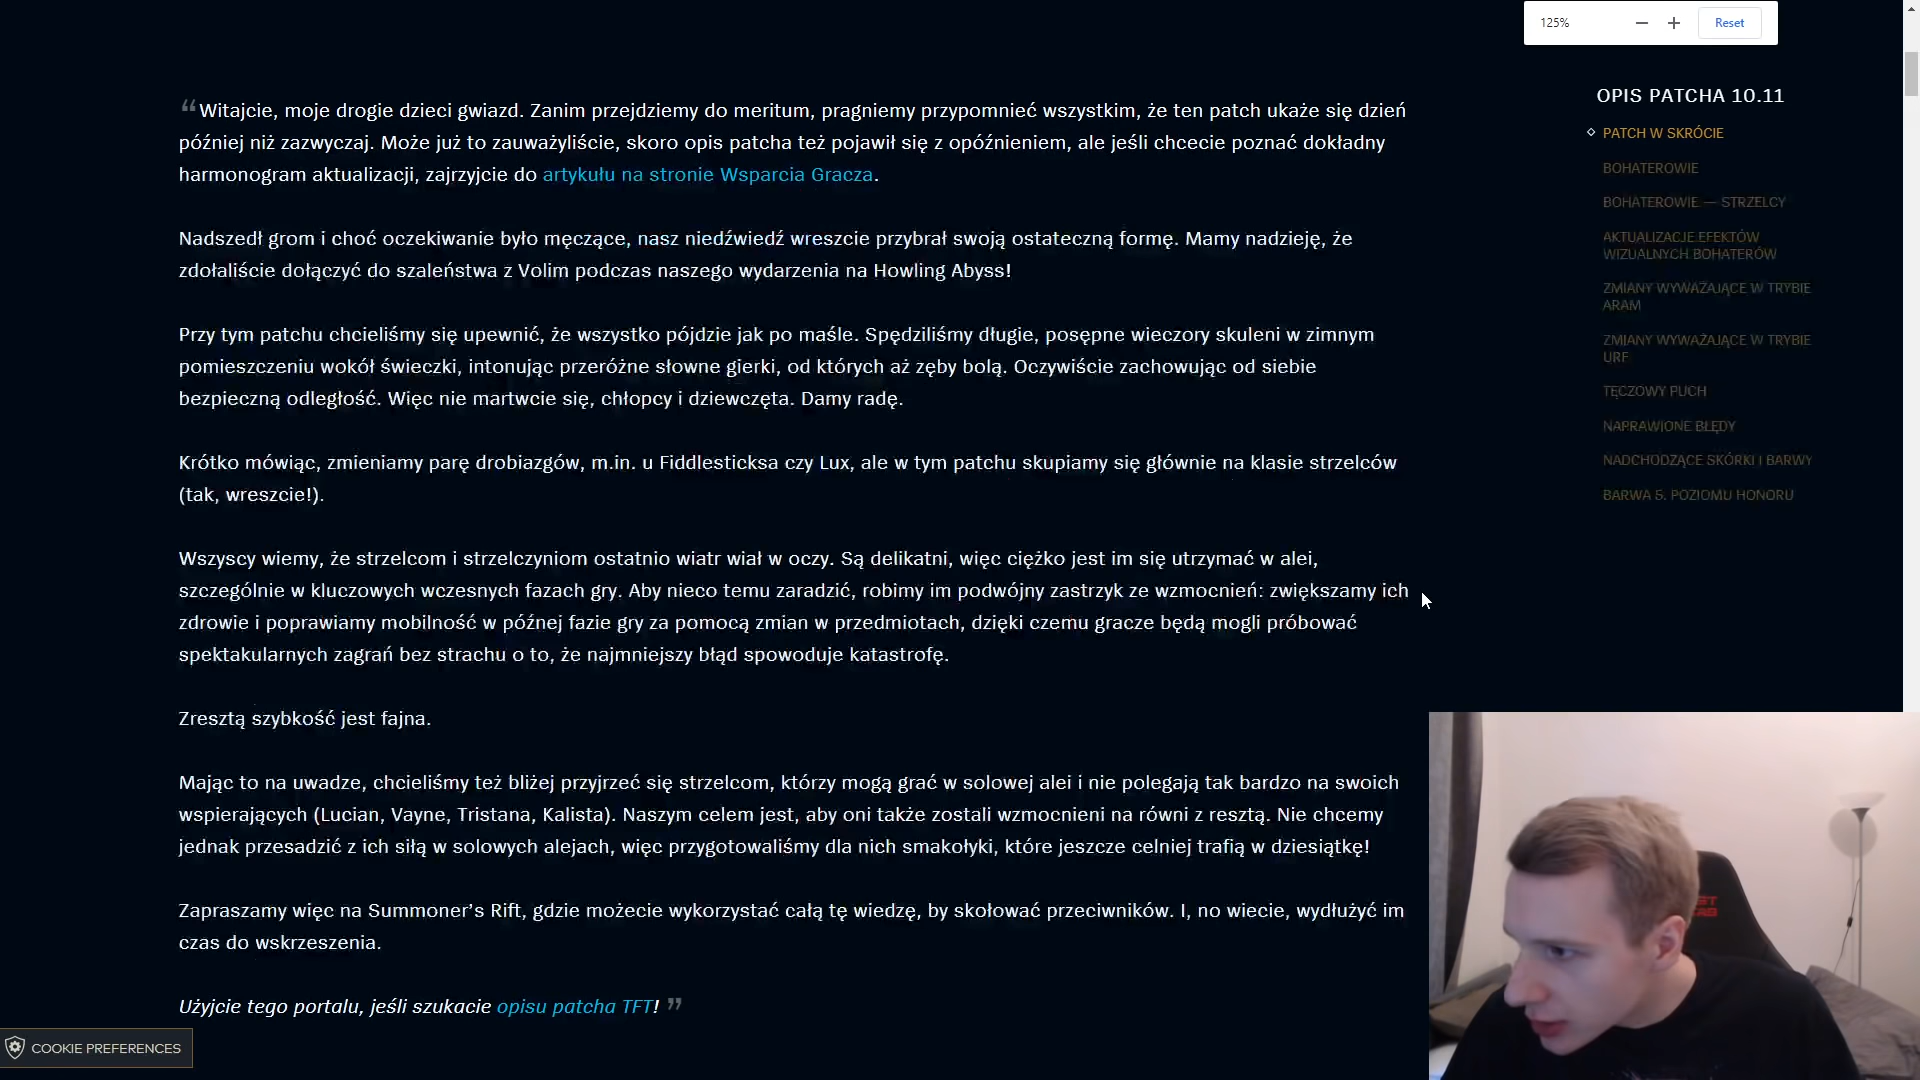 125%
Reset
“Witajcie, moje drogie dzieci gwiazd. Zanim przejdziemy do meritum, pragniemy przypomnieć wszystkim, że ten patch ukaże się dzień
później niż zazwyczaj. Może już to zauważyliście, skoro opis patcha też pojawił się z opóźnieniem, ale jeśli chcecie poznać dokładny
harmonogram aktualizacji, zajrzyjcie do artykułu na stronie Wsparcia Gracza.
Nadszedł grom i choć oczekiwanie było męczące, nasz niedźwiedź wreszcie przybrał swoją ostateczną formę. Mamy nadzieję, że
zdołaliście dołączyć do szaleństwa z Volim podczas naszego wydarzenia na Howling Abyss!
Przy tym patchu chcieliśmy się upewnić, że wszystko pójdzie jak po maśle. Spędziliśmy długie, posępne wieczory skuleni w zimnym
pomieszczeniu wokół świeczki, intonując przeróżne słowne gierki, od których aż zęby bolą. Oczywiście zachowując od siebie
bezpieczną odległość. Więc nie martwcie się, chłopcy i dziewczęta. Damy radę.
Krótko mówiąc, zmieniamy parę drobiazgów, m.in. u Fiddlesticksa czy Lux, ale w tym patchu skupiamy się głównie na klasie strzelców
(tak, wreszcie!).
Wszyscy wiemy, że strzelcom i strzelczyniom ostatnio wiatr wiał w oczy. Są delikatni, więc ciężko jest im się utrzymać w alei,
szczególnie w kluczowych wczesnych fazach gry. Aby nieco temu zaradzić, robimy im podwójny zastrzyk ze wzmocnień: zwiększamy ich
zdrowie i poprawiamy mobilność w późnej fazie gry za pomocą zmian w przedmiotach, dzięki czemu gracze będą mogli próbować
spektakularnych zagrań bez strachu o to, że najmniejszy błąd spowoduje katastrofę.
Zresztą szybkość jest fajna.
Mając to na uwadze, chcieliśmy też bliżej przyjrzeć się strzelcom, którzy mogą grać w solowej alei i nie polegają tak bardzo na swoich
wspierających (Lucian, Vayne, Tristana, Kalista). Naszym celem jest, aby oni także zostali wzmocnieni na równi z resztą. Nie chcemy
jednak przesadzić z ich siłą w solowych alejach, więc przygotowaliśmy dla nich smakołyki, które jeszcze celniej trafią w dziesiątkę!
Zapraszamy więc na Summoner’s Rift, gdzie możecie wykorzystać całą tę wiedzę, by skołować przeciwników. I, no wiecie, wydłużyć im
czas do wskrzeszenia.
Użyjcie tego portalu, jeśli szukacie opisu patcha TFT! ”
COOKIE PREFERENCES
OPIS PATCHA 10.11
PATCH W SKRÓCIE
BOHATEROWIE
BOHATEROWIE — STRZELCY
AKTUALIZACJE EFEKTÓW
WIZUALNYCH BOHATERÓW
ZMIANY WYWAŻAJĄCE W TRYBIE
ARAM
ZMIANY WYWAŻAJĄCE W TRYBIE
URF
TĘCZOWY PUCH
NAPRAWIONE BŁĘDY
NADCHODZĄCE SKÓRKI I BARWY
BARWA 5. POZIOMU HONORU